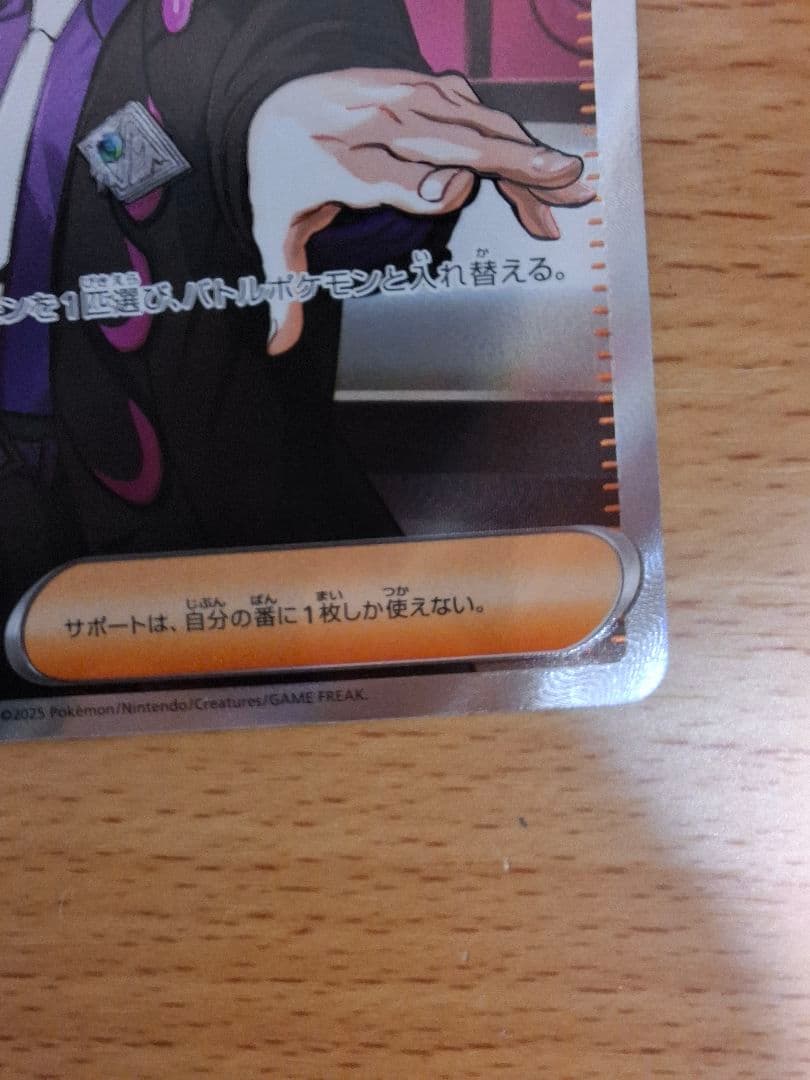 ンを1匹選び、バトルポケモンと入れ替える。
サポートは、自分の番に1枚しか使えない。
©2025 Pokémon/Nintendo/Creatures/GAME FREAK.